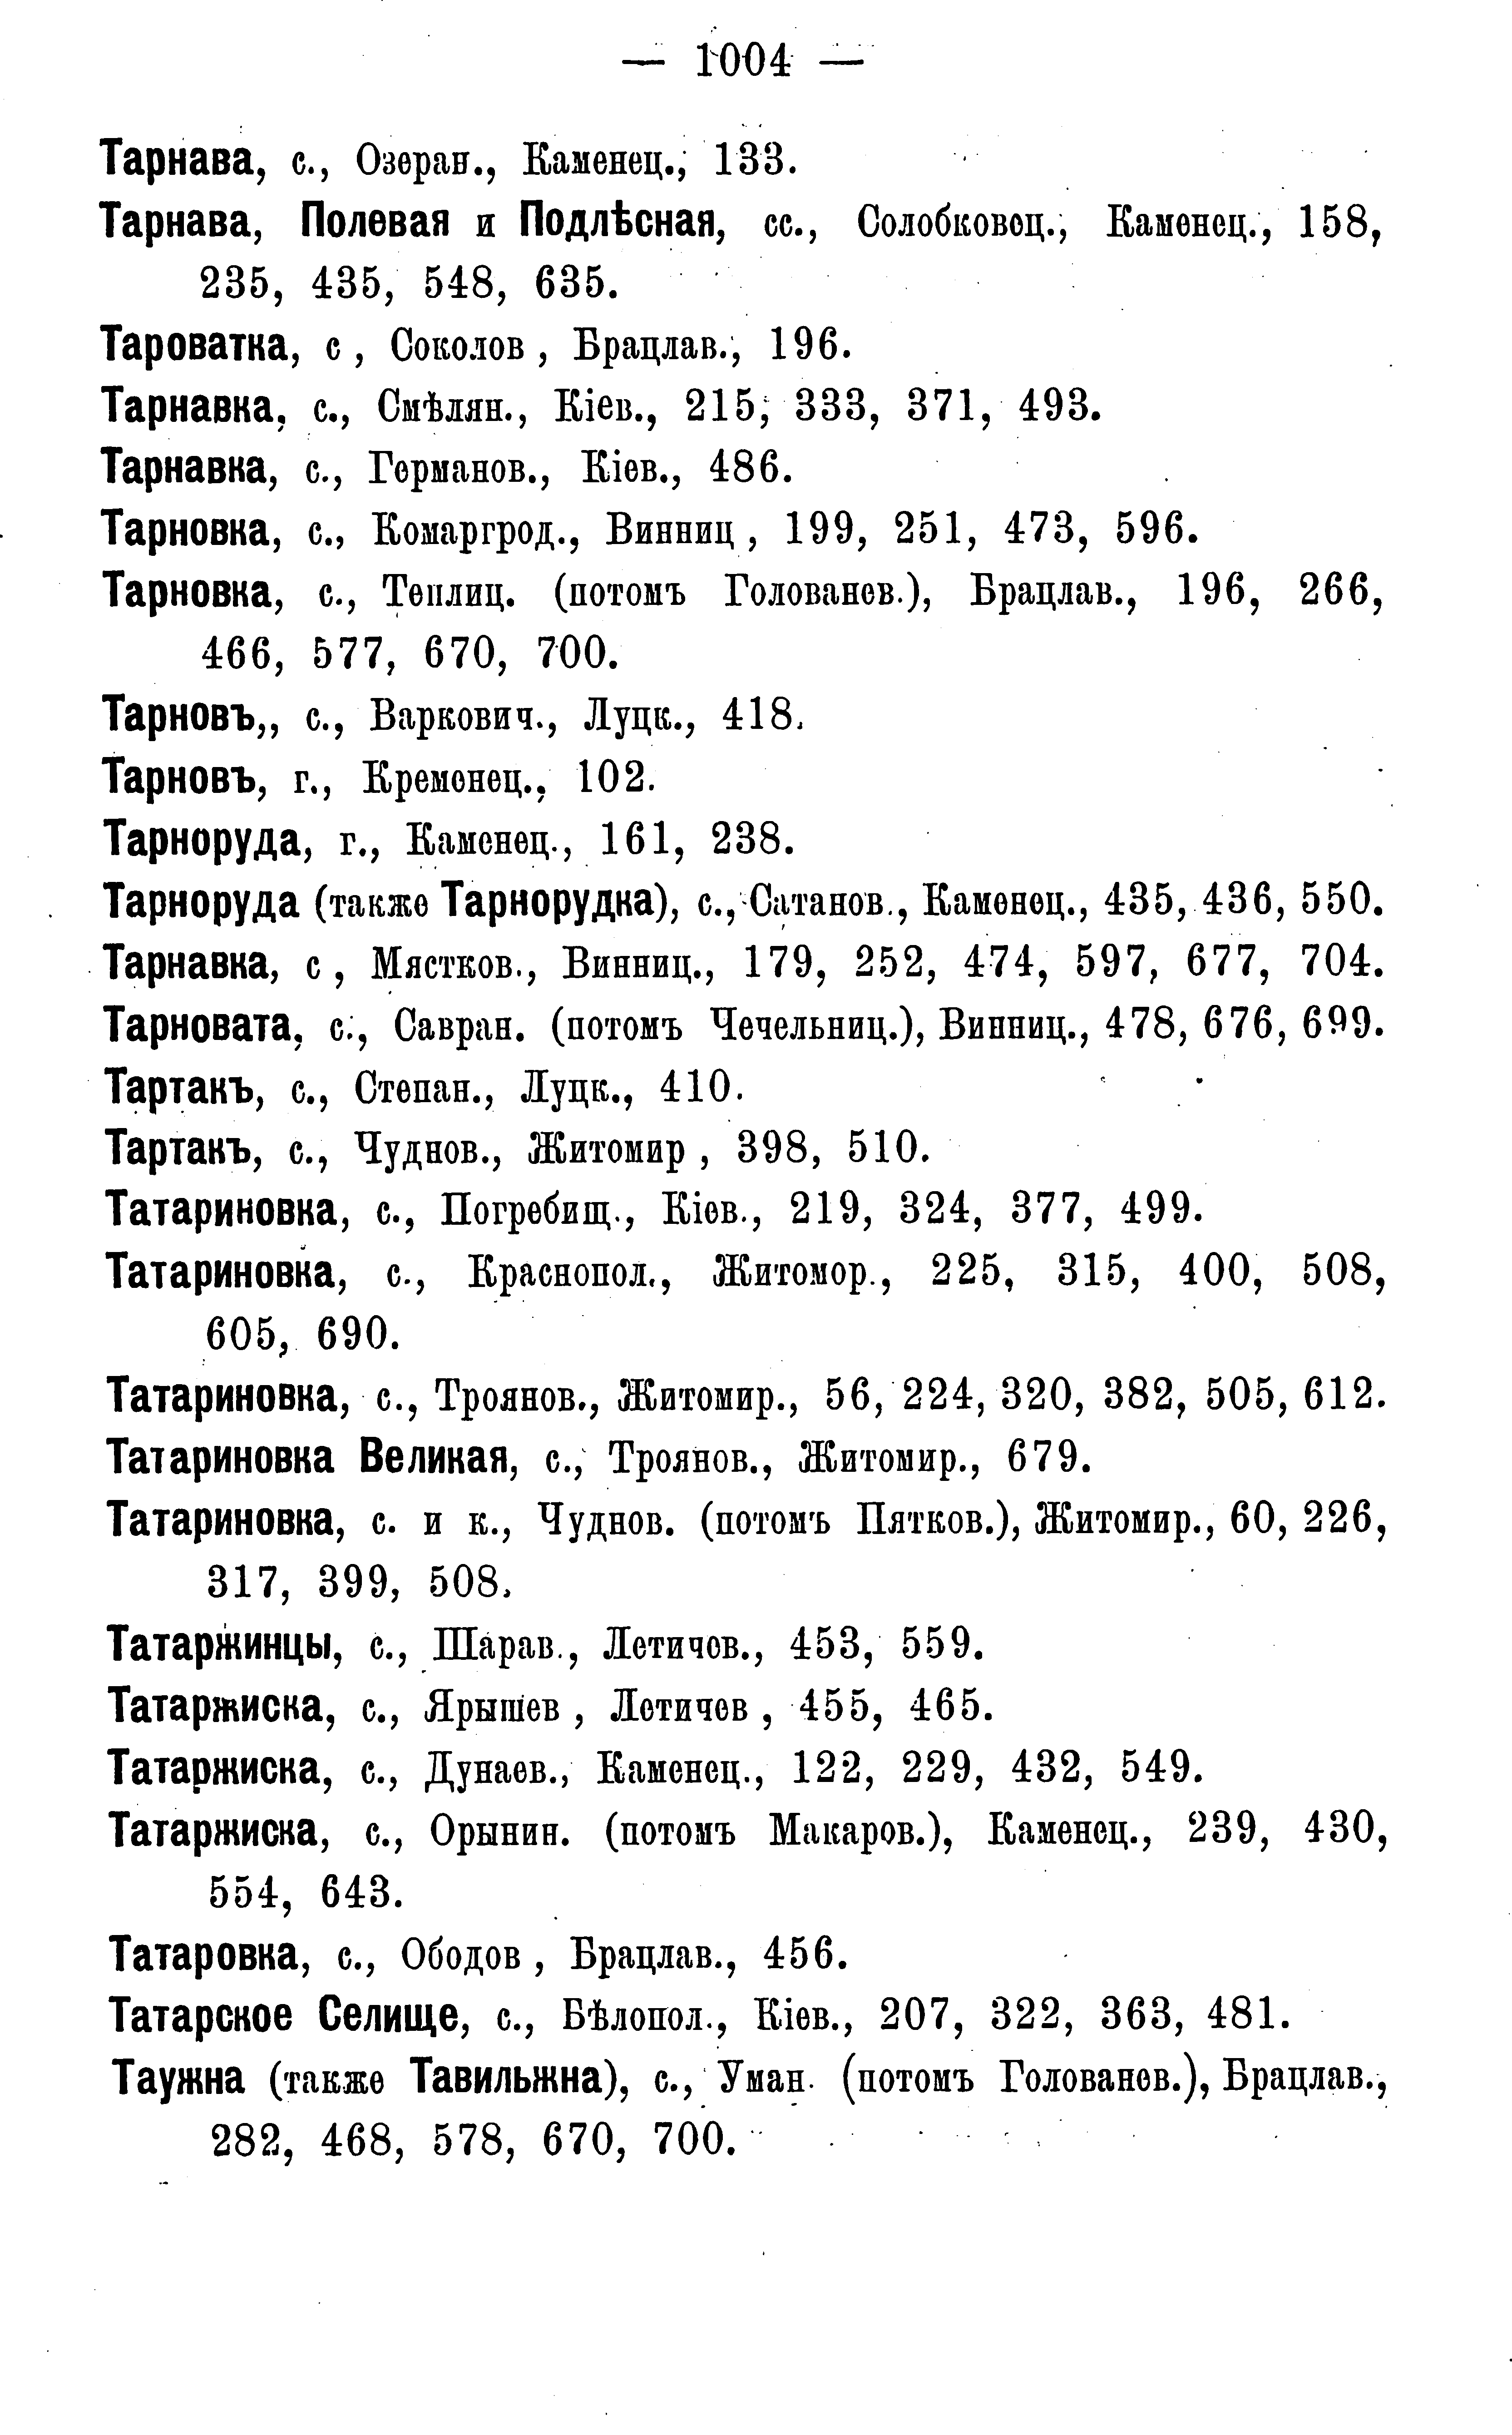 — 1004 —
Тарнава, с., Озеран., Каменец., 133.
Тарнава, Полевая и Подлѣсная, сс., Солобковец., Каменец., 158,
235, 435, 548, 635.
Тароватка, с , Соколов , Брацлав., 196.
Тарнавка, с., Смѣлян., Кіев., 215, 333, 371, 493.
Тарнавка, с., Германов., Кіев., 486.
Тарновка, с., Комаргрод., Винниц , 199, 251, 473, 596.
Тарновка, с., Теплиц. (потомъ Голованев.), Брацлав., 196, 266,
466, 577, 670, 700.
Тарновъ,, с., Варкович., Луцк., 418.
Тарновъ, г., Кременец., 102.
Тарноруда, г., Каменец., 161, 238.
Тарноруда (также Тарнорудка), с., Сатанов., Каменец., 435, 436, 550.
Тарнавка, с , Мястков., Винниц., 179, 252, 474, 597, 677, 704.
Тарновата, с., Савран. (потомъ Чечельниц.), Винниц., 478, 676, 699.
Тартакъ, с., Степан., Луцк., 410.
Тартакъ, с., Чуднов., Житомир , 398, 510.
Татариновка, с., Погребищ., Кіев., 219, 324, 377, 499.
Татариновка, с., Краснопол., Житомор., 225, 315, 400, 508,
605, 690.
Татариновка, с., Троянов., Житомир., 56, 224, 320, 382, 505, 612.
Татариновка Великая, с., Троянов., Житомир., 679.
Татариновка, с. и к., Чуднов. (потомъ Пятков.), Житомир., 60, 226,
317, 399, 508.
Татаржинцы, с., Шарав., Летичов., 453, 559.
Татаржиска, с., Ярышев , Летичев , 455, 465.
Татаржиска, с., Дунаев., Каменец., 122, 229, 432, 549.
Татаржиска, с., Орынин. (потомъ Макаров.), Каменец., 239, 430,
554, 643.
Татаровка, с., Ободов , Брацлав., 456.
Татарское Селище, с., Бѣлопол., Кіев., 207, 322, 363, 481.
Таужна (также Тавильжна), с., Уман. (потомъ Голованев.), Брацлав.,
282, 468, 578, 670, 700.